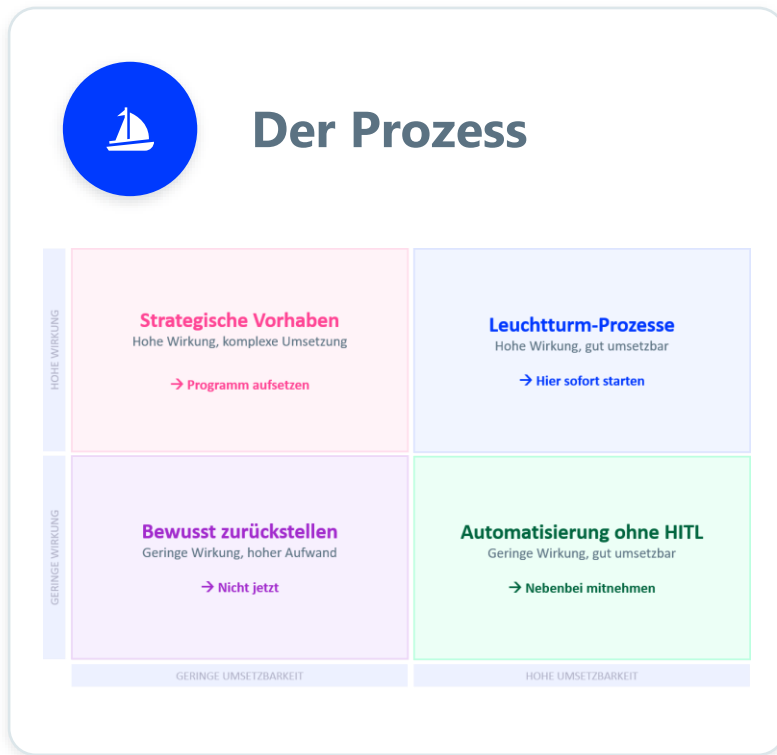 Der Prozess
HOHE WIRKUNG
Strategische Vorhaben
Hohe Wirkung, komplexe Umsetzung
→ Programm aufsetzen
Leuchtturm-Prozesse
Hohe Wirkung, gut umsetzbar
→ Hier sofort starten
GERINGE WIRKUNG
Bewusst zurückstellen
Geringe Wirkung, hoher Aufwand
→ Nicht jetzt
Automatisierung ohne HITL
Geringe Wirkung, gut umsetzbar
→ Nebenbei mitnehmen
GERINGE UMSETZBARKEIT
HOHE UMSETZBARKEIT